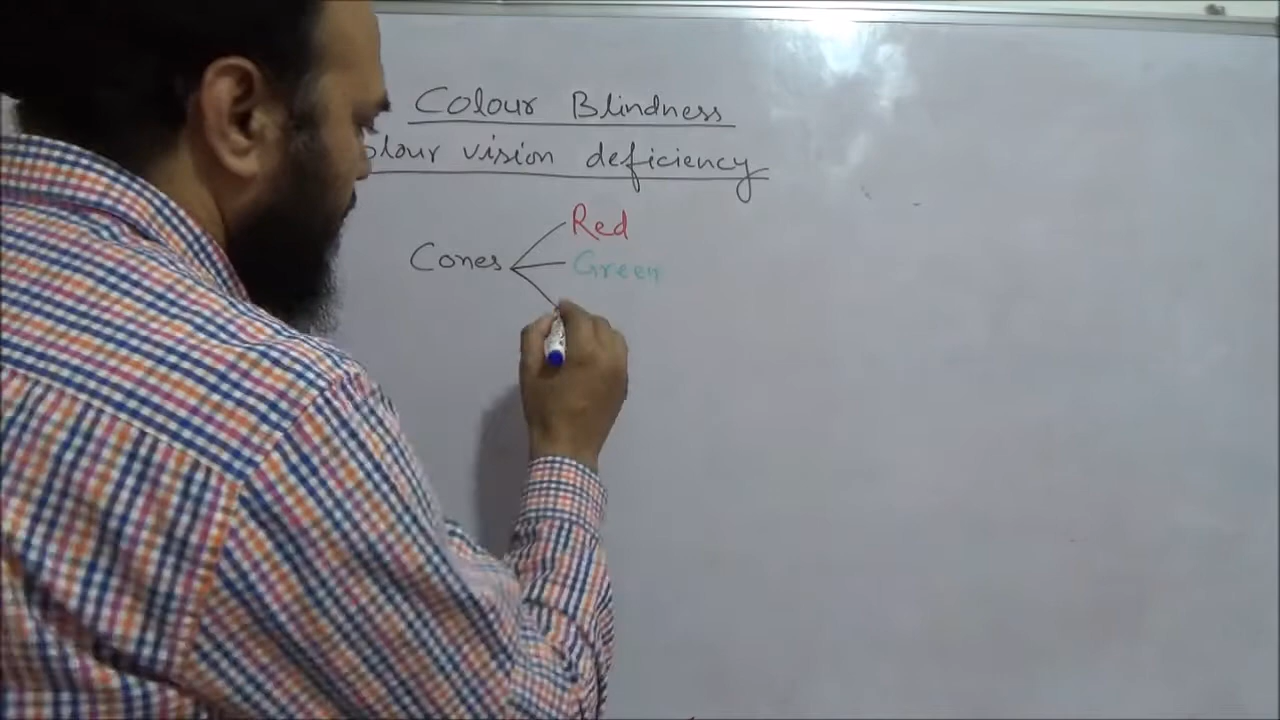 Colour Blindness
olour vision deficiency
Cones
Red
Green